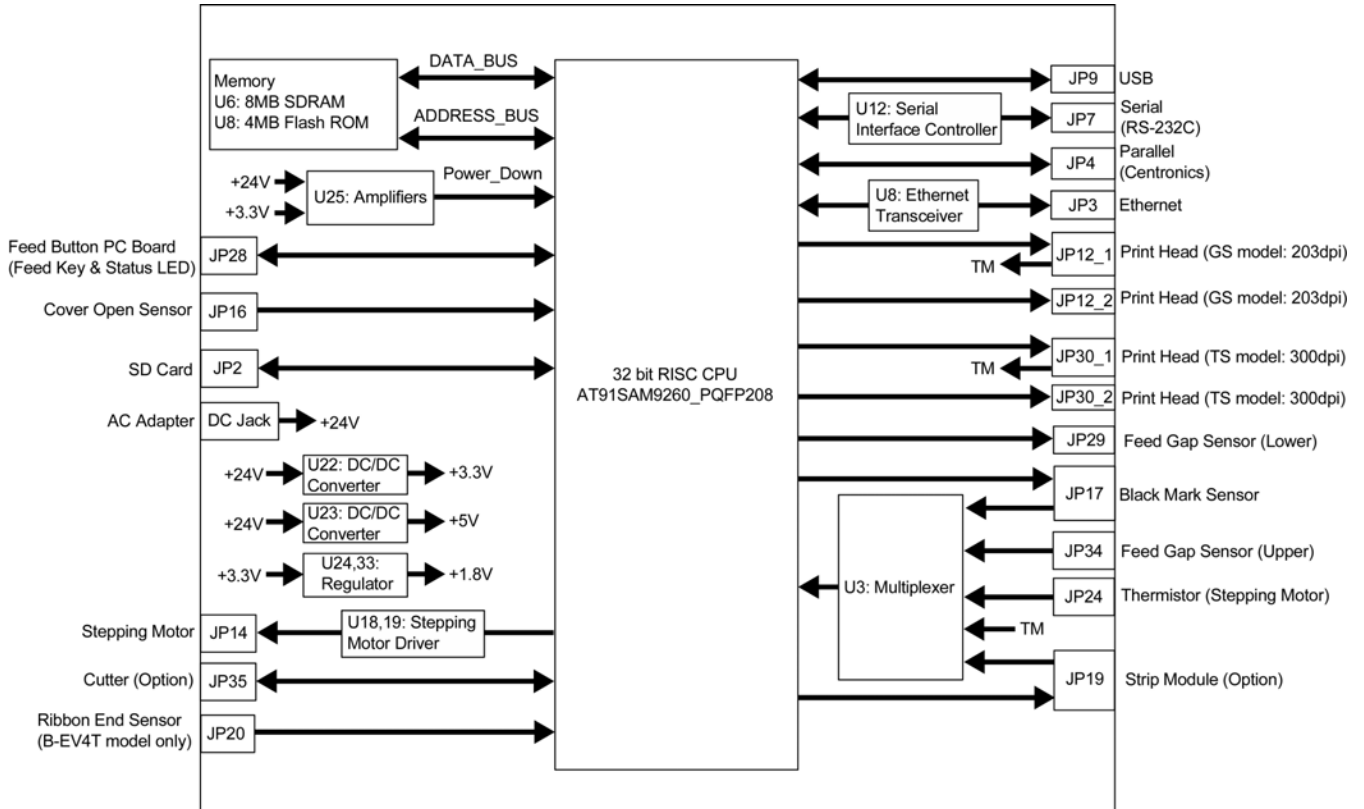 Memory
U6: 8MB SDRAM
U8: 4MB Flash ROM
DATA_BUS
ADDRESS_BUS
+24V
+3.3V
U25: Amplifiers
Power_Down
Feed Button PC Board
(Feed Key & Status LED)
JP28
Cover Open Sensor
JP16
SD Card
JP2
AC Adapter
DC Jack
+24V
+24V
U22: DC/DC
Converter
+3.3V
+24V
U23: DC/DC
Converter
+5V
+3.3V
U24,33:
Regulator
+1.8V
Stepping Motor
JP14
U18,19: Stepping
Motor Driver
Cutter (Option)
JP35
Ribbon End Sensor
(B-EV4T model only)
JP20
32 bit RISC CPU
AT91SAM9260_PQFP208
JP9
USB
U12: Serial
Interface Controller
JP7
Serial
(RS-232C)
JP4
Parallel
(Centronics)
U8: Ethernet
Transceiver
JP3
Ethernet
TM
JP12_1
Print Head (GS model: 203dpi)
JP12_2
Print Head (GS model: 203dpi)
TM
JP30_1
Print Head (TS model: 300dpi)
JP30_2
Print Head (TS model: 300dpi)
JP29
Feed Gap Sensor (Lower)
JP17
Black Mark Sensor
U3: Multiplexer
JP34
Feed Gap Sensor (Upper)
JP24
Thermistor (Stepping Motor)
TM
JP19
Strip Module (Option)